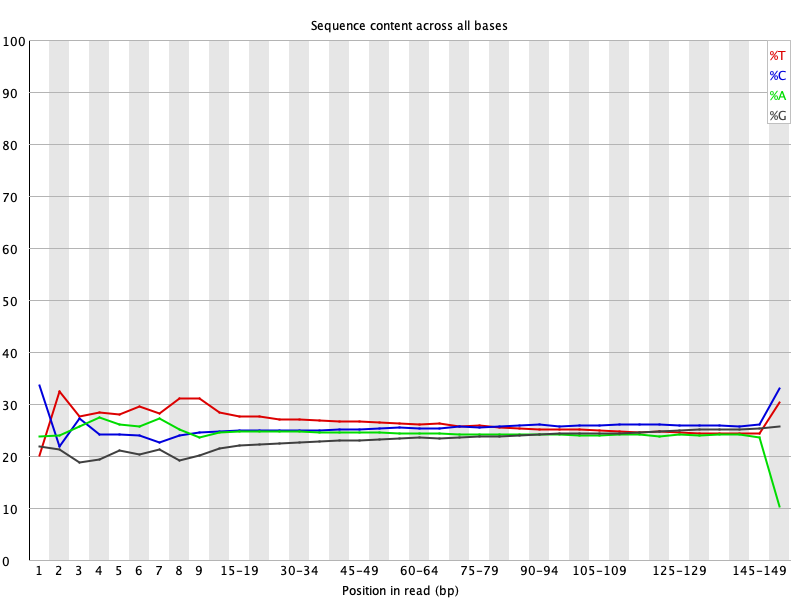 Sequence content across all bases
%T
%C
%A
%G
100
90
80
70
60
50
40
30
20
10
0
1 2 3 4 5 6 7 8 9 15-19 30-34 45-49 60-64 75-79 90-94 105-109 125-129 145-149
Position in read (bp)